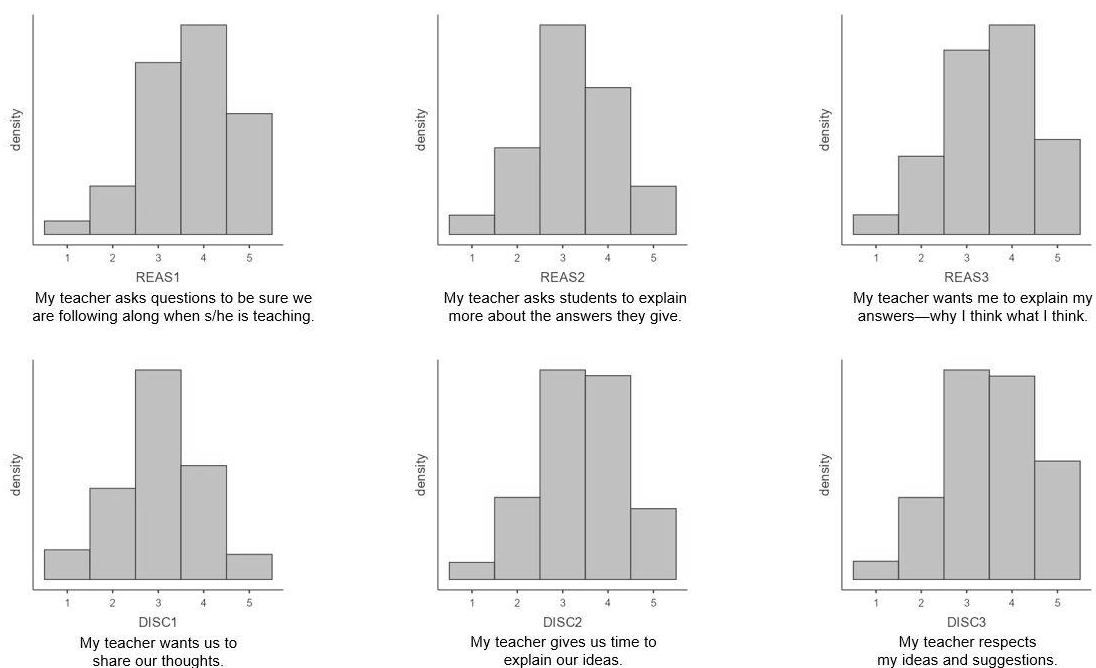 density
1 2 3 4 5
REAS1
My teacher asks questions to be sure we
are following along when s/he is teaching.
density
1 2 3 4 5
REAS2
My teacher asks students to explain
more about the answers they give.
density
1 2 3 4 5
REAS3
My teacher wants me to explain my
answers—why I think what I think.
density
1 2 3 4 5
DISC1
My teacher wants us to
share our thoughts.
density
1 2 3 4 5
DISC2
My teacher gives us time to
explain our ideas.
density
1 2 3 4 5
DISC3
My teacher respects
my ideas and suggestions.